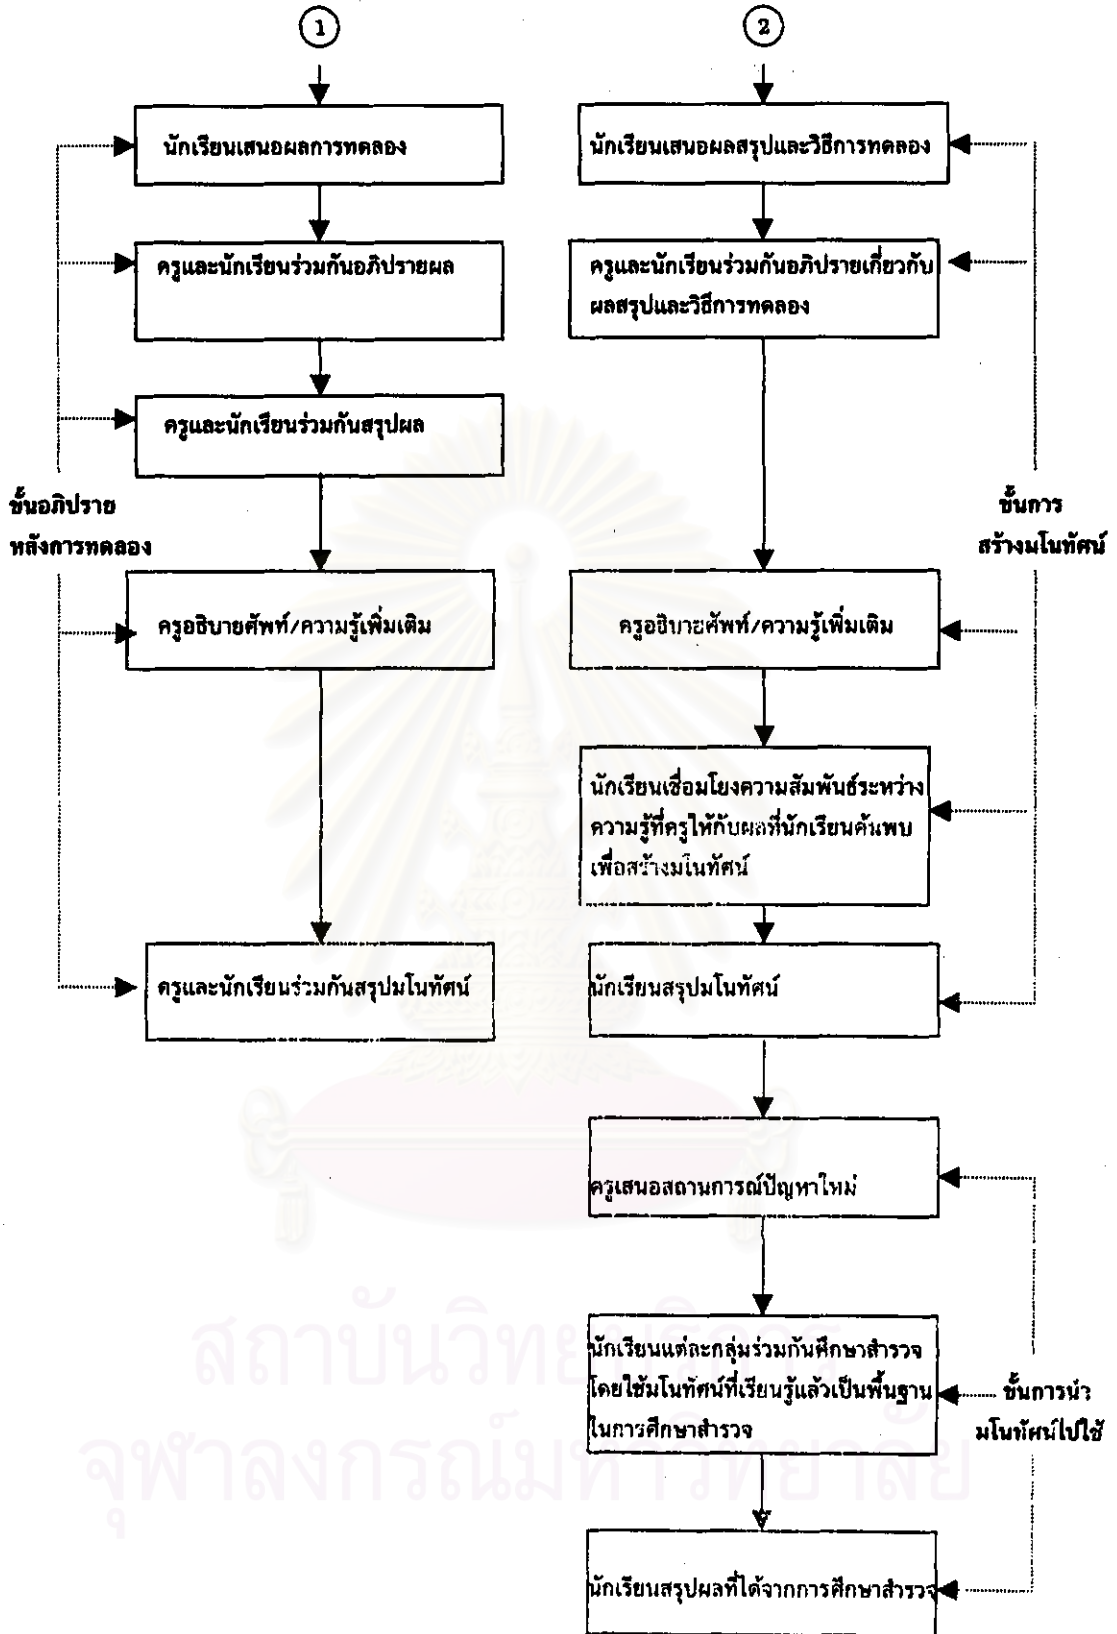 1
นักเรียนเสนอผลการทดลอง
ครูและนักเรียนร่วมกันอภิปรายผล
ครูและนักเรียนร่วมกันสรุปผล
ขั้นอภิปราย
หลังการทดลอง
ครูอธิบายศัพท์/ความรู้เพิ่มเติม
ครูและนักเรียนร่วมกันสรุปมโนทัศน์
2
นักเรียนเสนอผลสรุปและวิธีการทดลอง
ครูและนักเรียนร่วมกันอภิปรายเกี่ยวกับ
ผลสรุปและวิธีการทดลอง
ขั้นการ
สร้างมโนทัศน์
ครูอธิบายศัพท์/ความรู้เพิ่มเติม
นักเรียนเชื่อมโยงความสัมพันธ์ระหว่าง
ความรู้ที่ครูให้กับผลที่นักเรียนค้นพบ
เพื่อสร้างมโนทัศน์
นักเรียนสรุปมโนทัศน์
ครูเสนอสถานการณ์ปัญหาใหม่
นักเรียนแต่ละกลุ่มร่วมกันศึกษาสำรวจ
โดยใช้มโนทัศน์ที่เรียนรู้แล้วเป็นพื้นฐาน
ในการศึกษาสำรวจ
ขั้นการนำ
มโนทัศน์ไปใช้
นักเรียนสรุปผลที่ได้จากการศึกษาสำรวจ
สถาบันวิทยบริการ
จุฬาลงกรณ์มหาวิทยาลัย